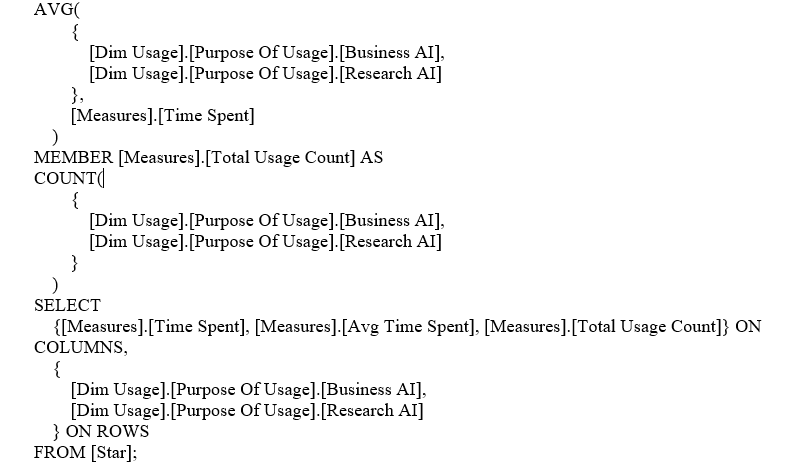 AVG(
{
[Dim Usage].[Purpose Of Usage].[Business AI],
[Dim Usage].[Purpose Of Usage].[Research AI]
},
[Measures].[Time Spent]
)
MEMBER [Measures].[Total Usage Count] AS
COUNT(
{
[Dim Usage].[Purpose Of Usage].[Business AI],
[Dim Usage].[Purpose Of Usage].[Research AI]
}
)
SELECT
{[Measures].[Time Spent], [Measures].[Avg Time Spent], [Measures].[Total Usage Count]} ON
COLUMNS,
{
[Dim Usage].[Purpose Of Usage].[Business AI],
[Dim Usage].[Purpose Of Usage].[Research AI]
} ON ROWS
FROM [Star];